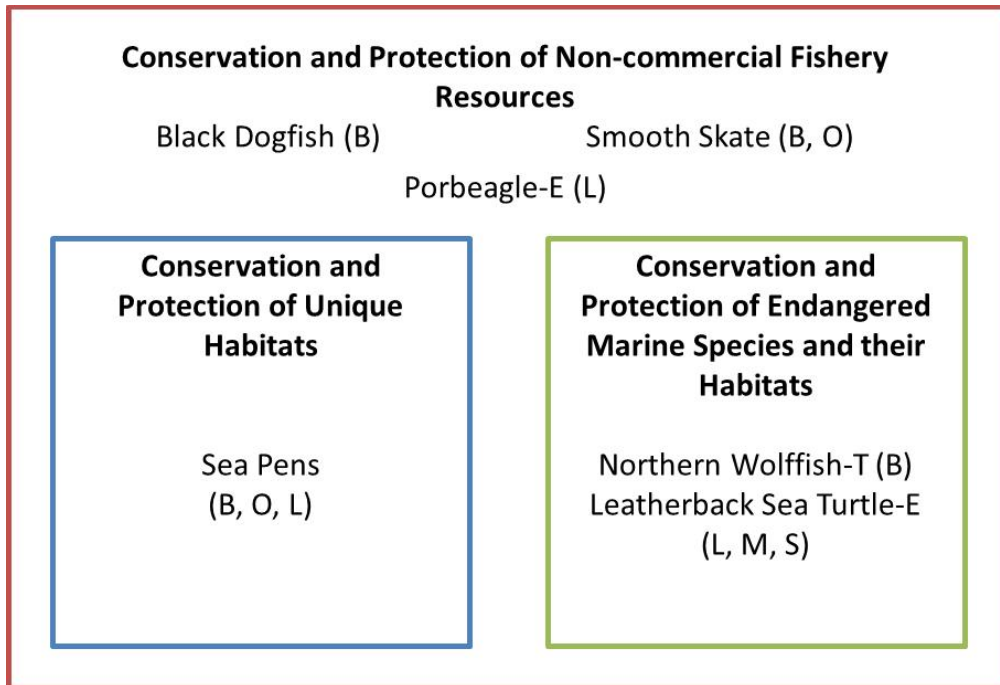 Conservation and Protection of Non-commercial Fishery
Resources
Black Dogfish (B) Smooth Skate (B, O)
Porbeagle-E (L)
Conservation and
Protection of Unique
Habitats
Sea Pens
(B, O, L)
Conservation and
Protection of Endangered
Marine Species and their
Habitats
Northern Wolffish-T (B)
Leatherback Sea Turtle-E
(L, M, S)